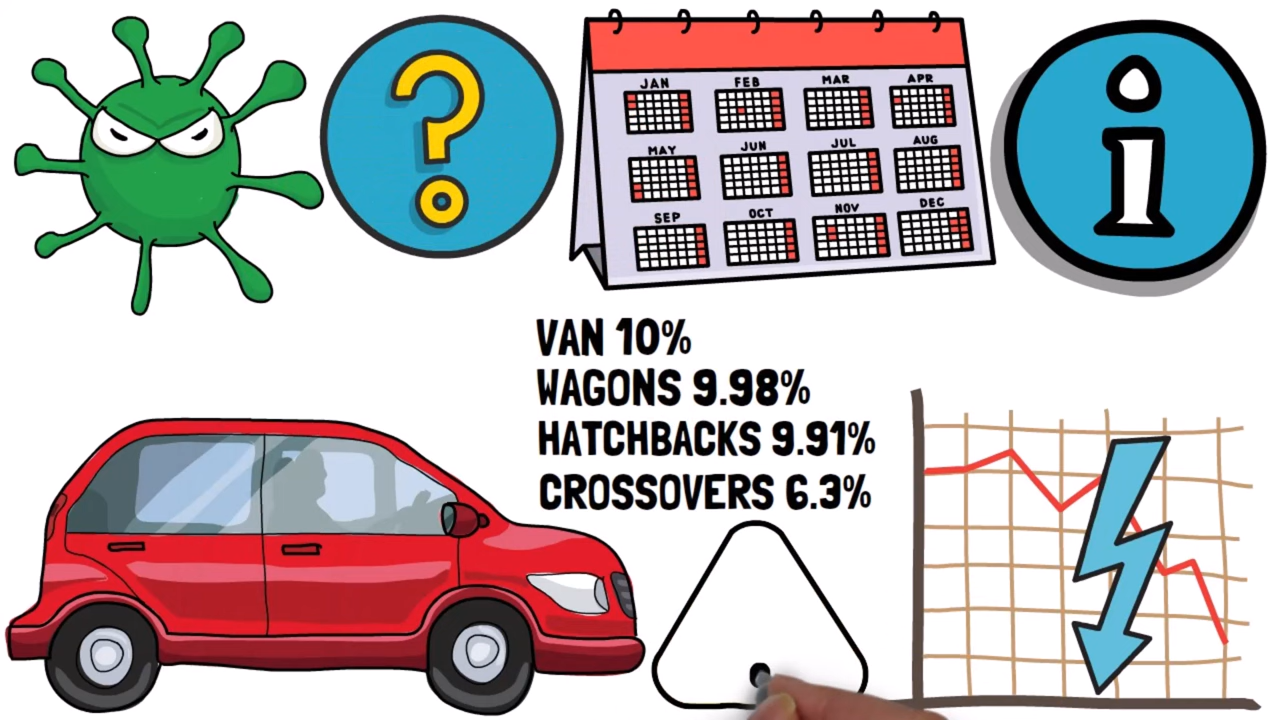 ?
JAN FEB MAR APR
MAY JUN JUL AUG
SEP OCT NOV DEC
i
VAN 10%
WAGONS 9.98%
HATCHBACKS 9.91%
CROSSOVERS 6.3%